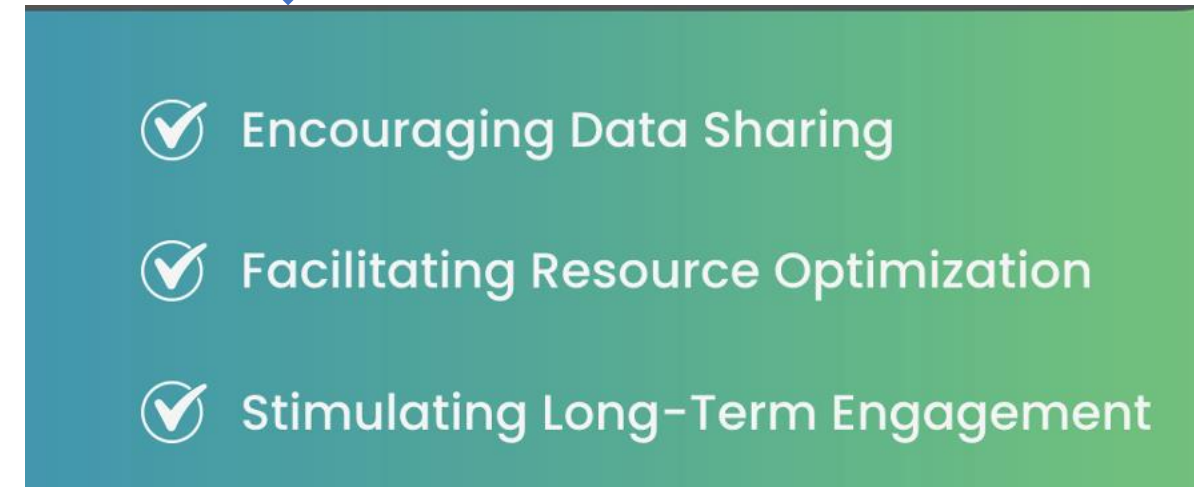 Encouraging Data Sharing
Facilitating Resource Optimization
Stimulating Long-Term Engagement